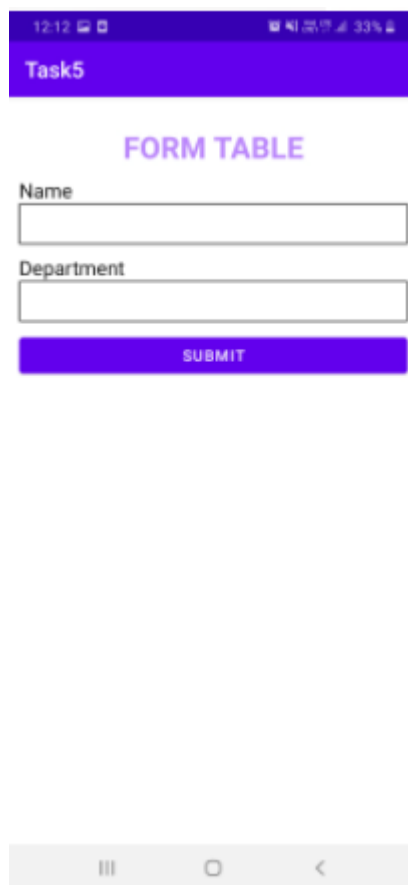 12:12 33%
Task5
FORM TABLE
Name
Department
SUBMIT